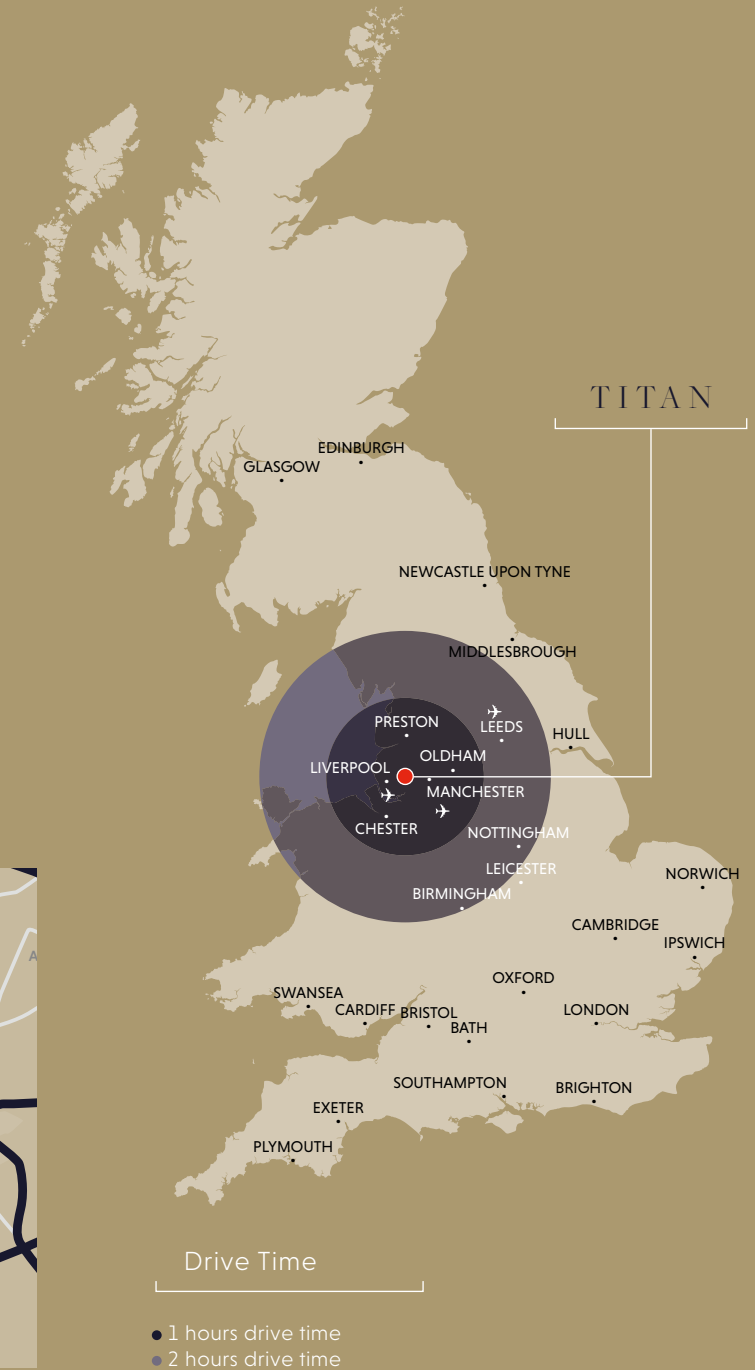 TITAN
EDINBURGH
GLASGOW
NEWCASTLE UPON TYNE
MIDDLESBROUGH
PRESTON
LEEDS
HULL
OLDHAM
LIVERPOOL
MANCHESTER
CHESTER
NOTTINGHAM
LEICESTER
NORWICH
BIRMINGHAM
CAMBRIDGE
IPSWICH
OXFORD
SWANSEA
CARDIFF
BRISTOL
LONDON
BATH
SOUTHAMPTON
BRIGHTON
EXETER
PLYMOUTH
A
Drive Time
1 hours drive time
2 hours drive time